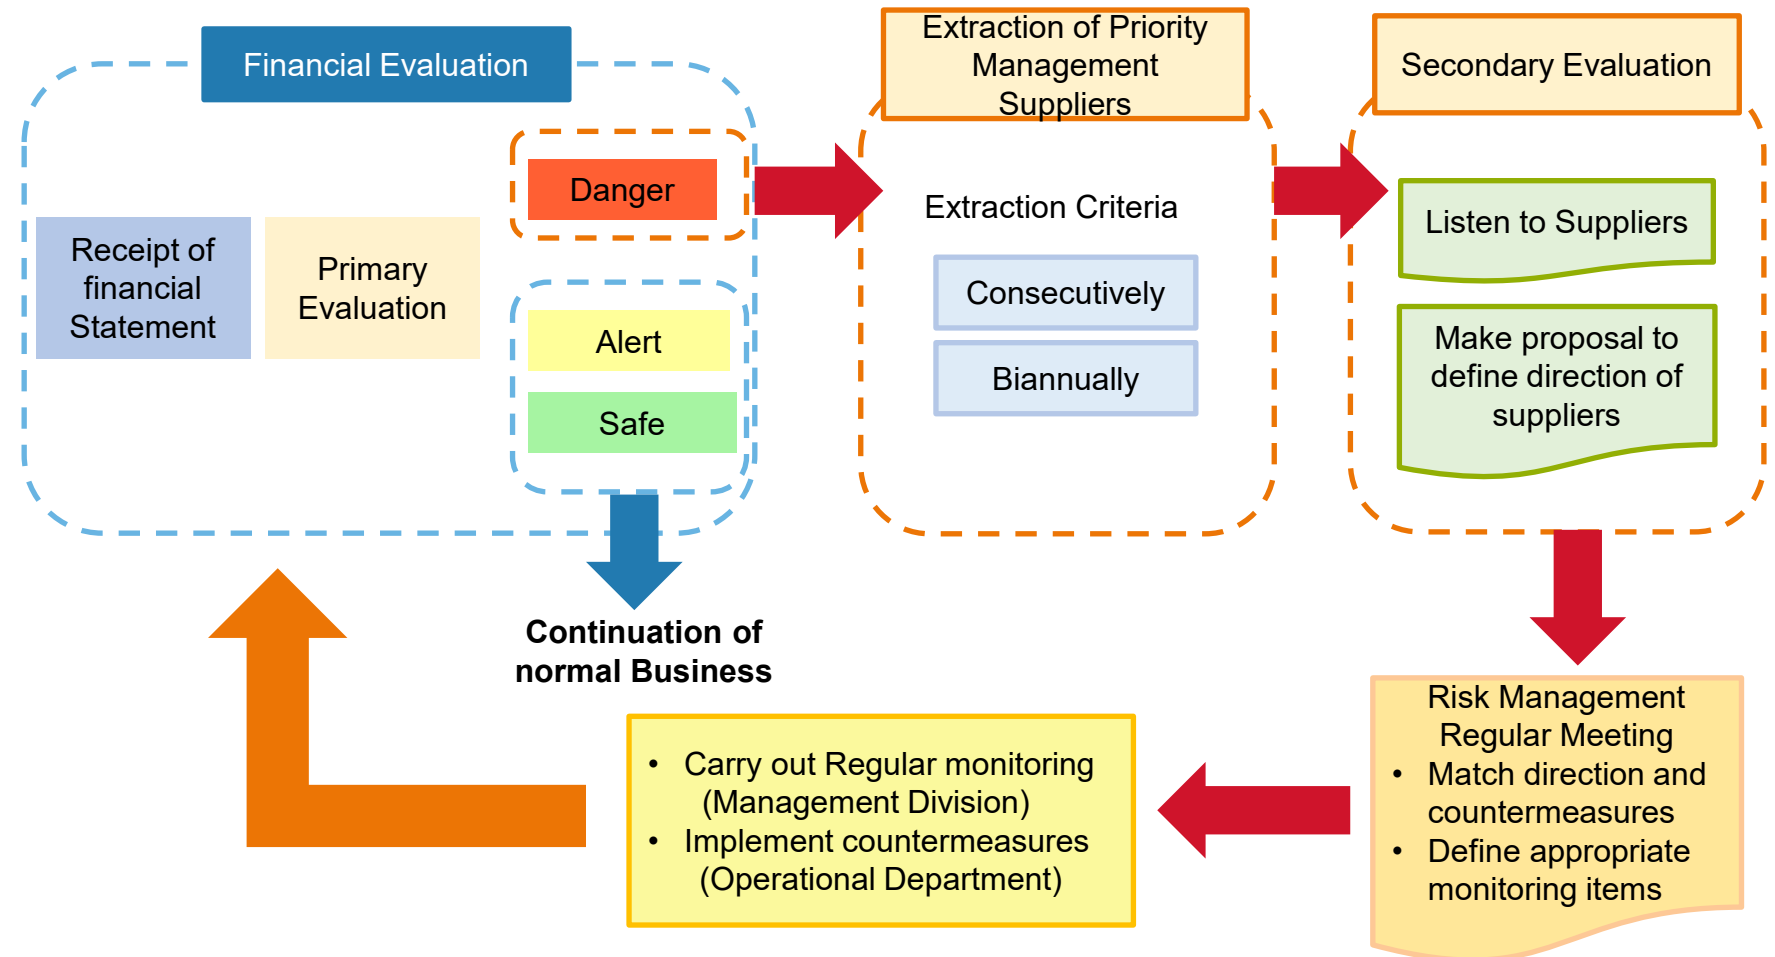 Financial Evaluation
Receipt of
financial
Statement
Primary
Evaluation
Danger
Alert
Safe
Continuation of
normal Business
Extraction of Priority
Management
Suppliers
Extraction Criteria
Consecutively
Biannually
Secondary Evaluation
Listen to Suppliers
Make proposal to
define direction of
suppliers
Risk Management
Regular Meeting
• Match direction and
countermeasures
• Define appropriate
monitoring items
• Carry out Regular monitoring
(Management Division)
• Implement countermeasures
(Operational Department)